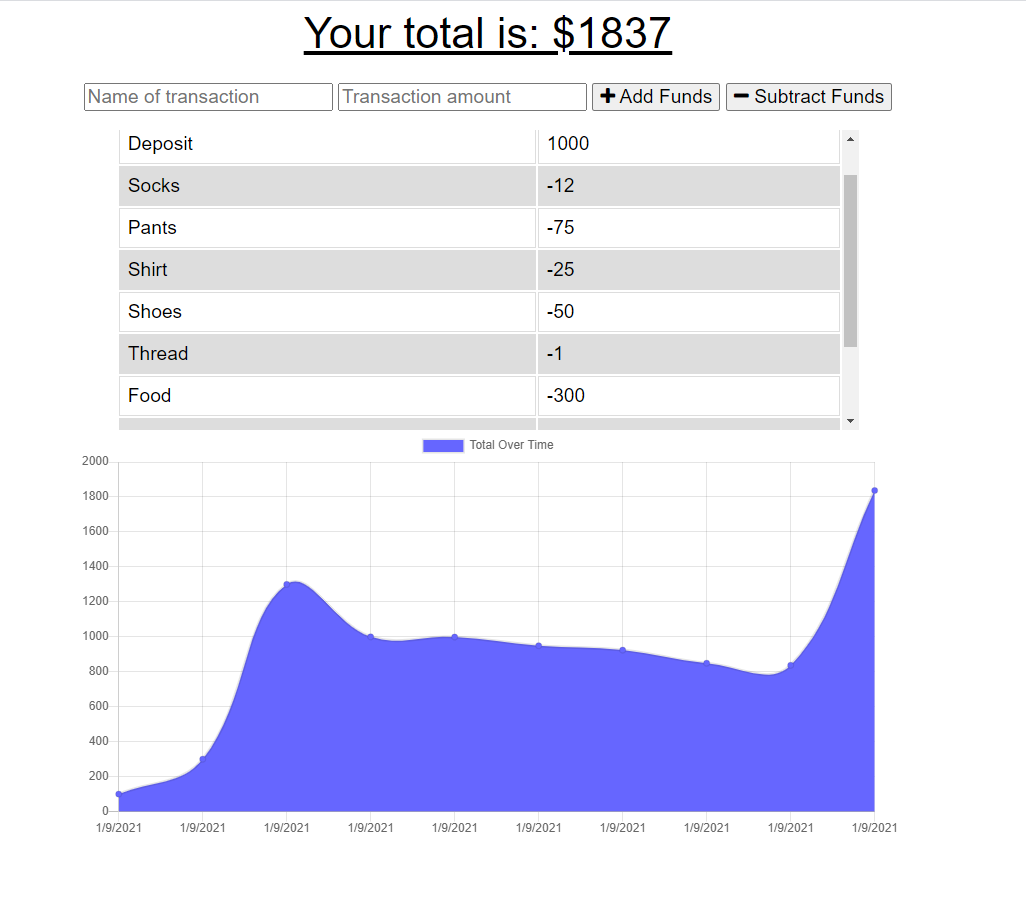 Your total is: $1837
Name of transaction Transaction amount Add Funds Subtract Funds
Deposit 1000
Socks -12
Pants -75
Shirt -25
Shoes -50
Thread -1
Food -300
Total Over Time
2000
1800
1600
1400
1200
1000
800
600
400
200
0
1/9/2021 1/9/2021 1/9/2021 1/9/2021 1/9/2021 1/9/2021 1/9/2021 1/9/2021 1/9/2021 1/9/2021